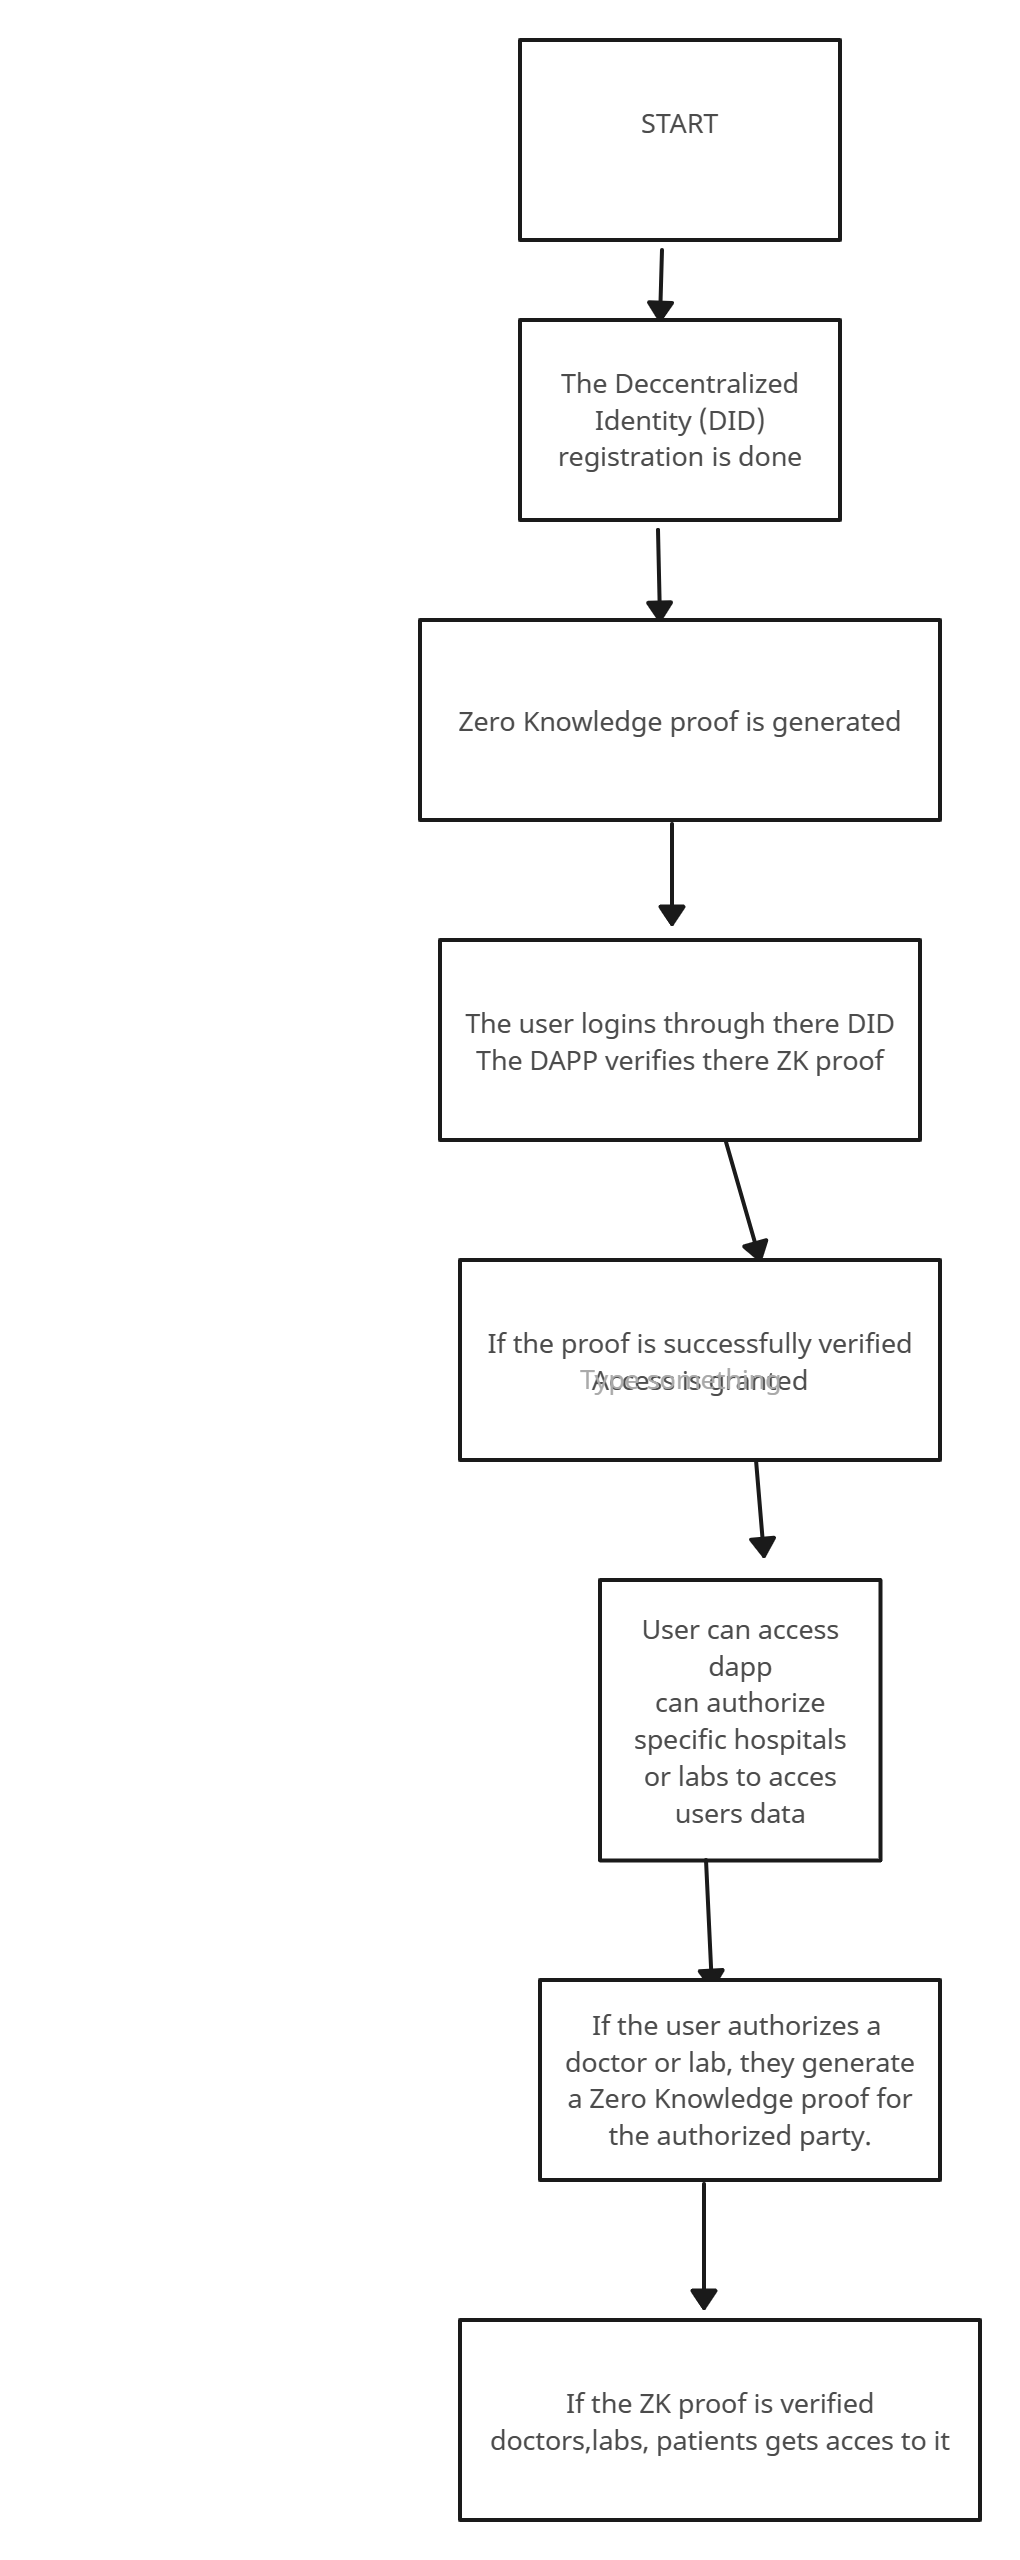 START
The Deccentralized
Identity (DID)
registration is done
Zero Knowledge proof is generated
The user logins through there DID
The DAPP verifies there ZK proof
If the proof is successfully verified
Access is granted
Type something
User can access
dapp
can authorize
specific hospitals
or labs to acces
users data
If the user authorizes a
doctor or lab, they generate
a Zero Knowledge proof for
the authorized party.
If the ZK proof is verified
doctors,labs, patients gets acces to it